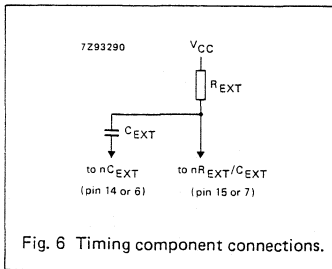 7Z93290
VCC
REXT
CEXT
to nCEXT
(pin 14 or 6)
to nREXT/CEXT
(pin 15 or 7)
Fig. 6 Timing component connections.